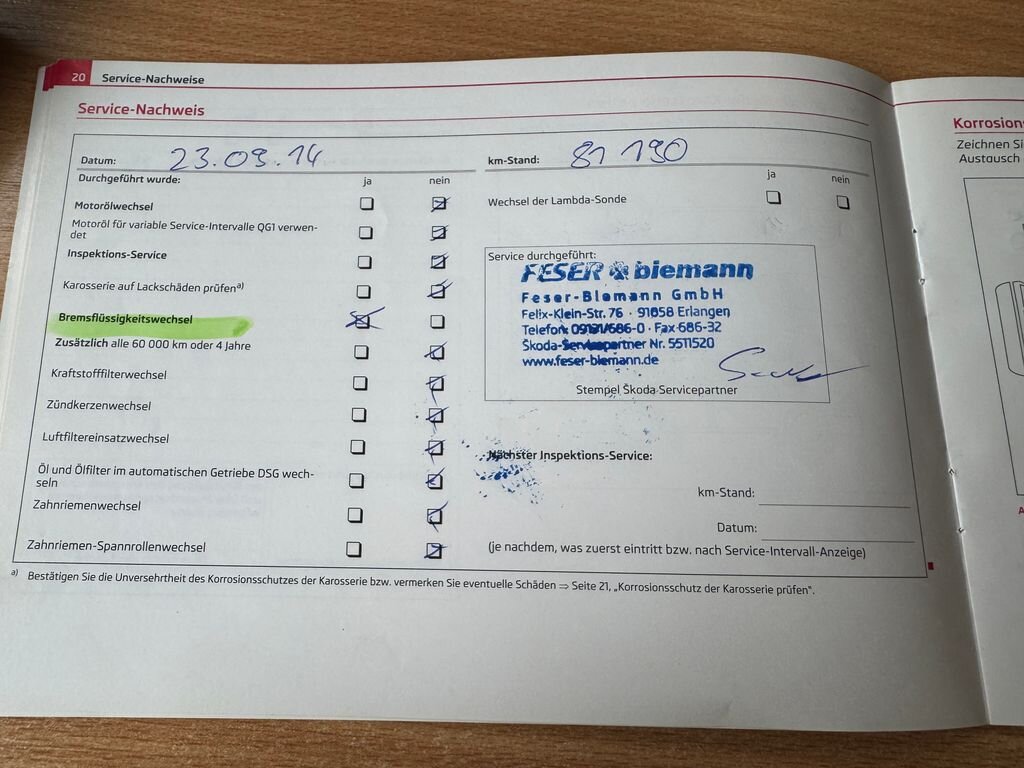 20 Service-Nachweise
Service-Nachweis
Datum: 23.09.14
km-Stand: 81 190
Durchgeführt wurde: ja nein
ja nein
Motorölwechsel
Wechsel der Lambda-Sonde
Motoröl für variable Service-Intervalle QG1 verwen-
det
Inspektions-Service
Karosserie auf Lackschäden prüfen a)
Bremsflüssigkeitswechsel
Zusätzlich alle 60 000 km oder 4 Jahre
Kraftstofffilterwechsel
Zündkerzenwechsel
Luftfiltereinsatzwechsel
Öl und Ölfilter im automatischen Getriebe DSG wech-
seln
Zahnriemenwechsel
Zahnriemen-Spannrollenwechsel
Service durchgeführt:
FESER biemann
Feser-Biemann GmbH
Felix-Klein-Str. 76 · 91058 Erlangen
Telefon 09131/686-0 · Fax 686-32
Škoda-Servicepartner Nr. 5511520
www.feser-biemann.de
Stempel Škoda-Servicepartner
Nächster Inspektions-Service:
km-Stand:
Datum:
(je nachdem, was zuerst eintritt bzw. nach Service-Intervall-Anzeige)
a) Bestätigen Sie die Unversehrtheit des Korrosionsschutzes der Karosserie bzw. vermerken Sie eventuelle Schäden ⇒ Seite 21, „Korrosionsschutz der Karosserie prüfen“.
Korrosions
Zeichnen Si
Austausch